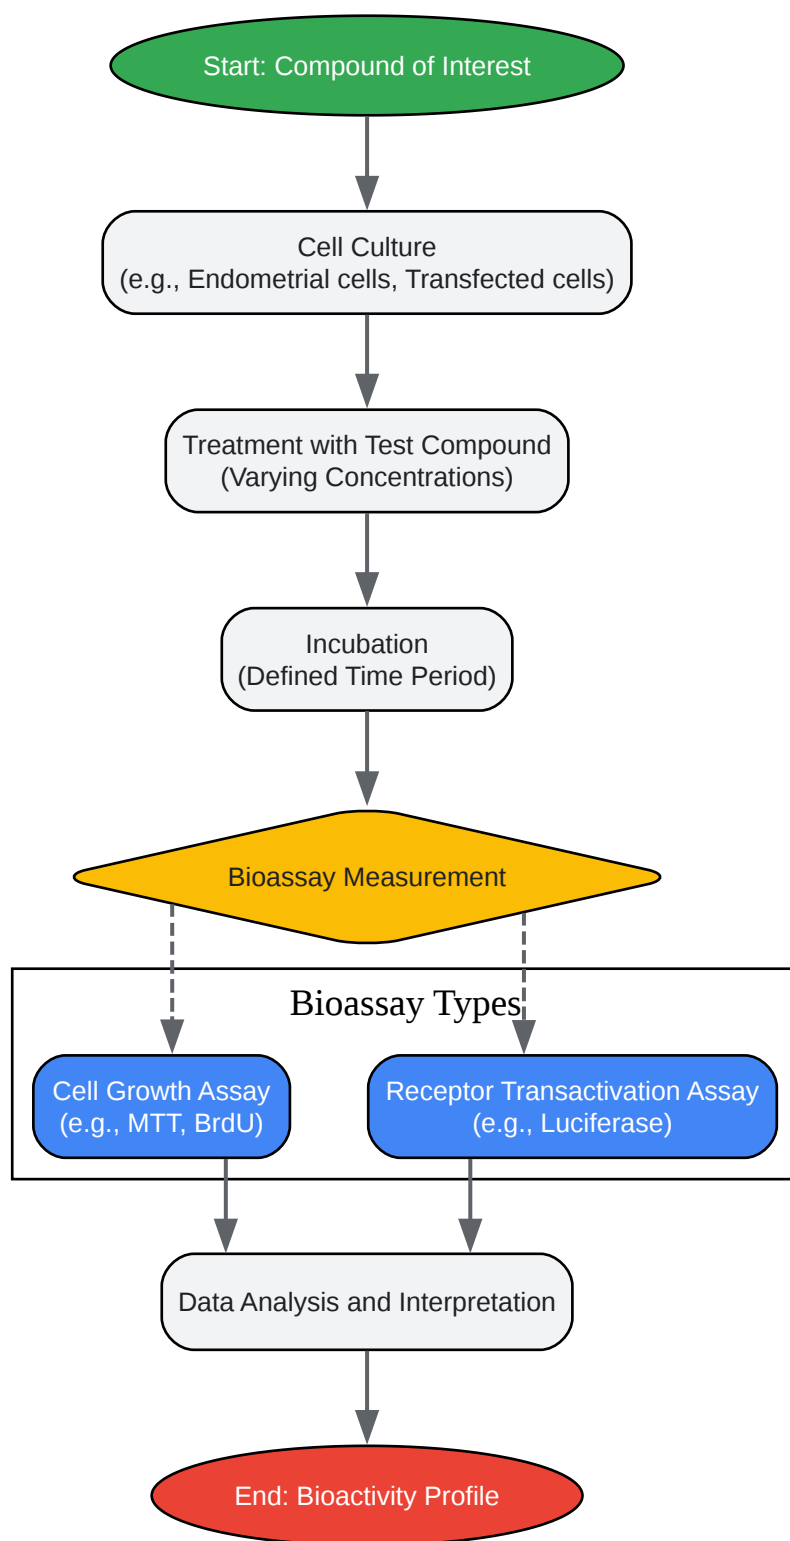 Start: Compound of Interest
Cell Culture
(e.g., Endometrial cells, Transfected cells)
Treatment with Test Compound
(Varying Concentrations)
Incubation
(Defined Time Period)
Bioassay Measurement
Bioassay Types
Cell Growth Assay
(e.g., MTT, BrdU)
Receptor Transactivation Assay
(e.g., Luciferase)
Data Analysis and Interpretation
End: Bioactivity Profile